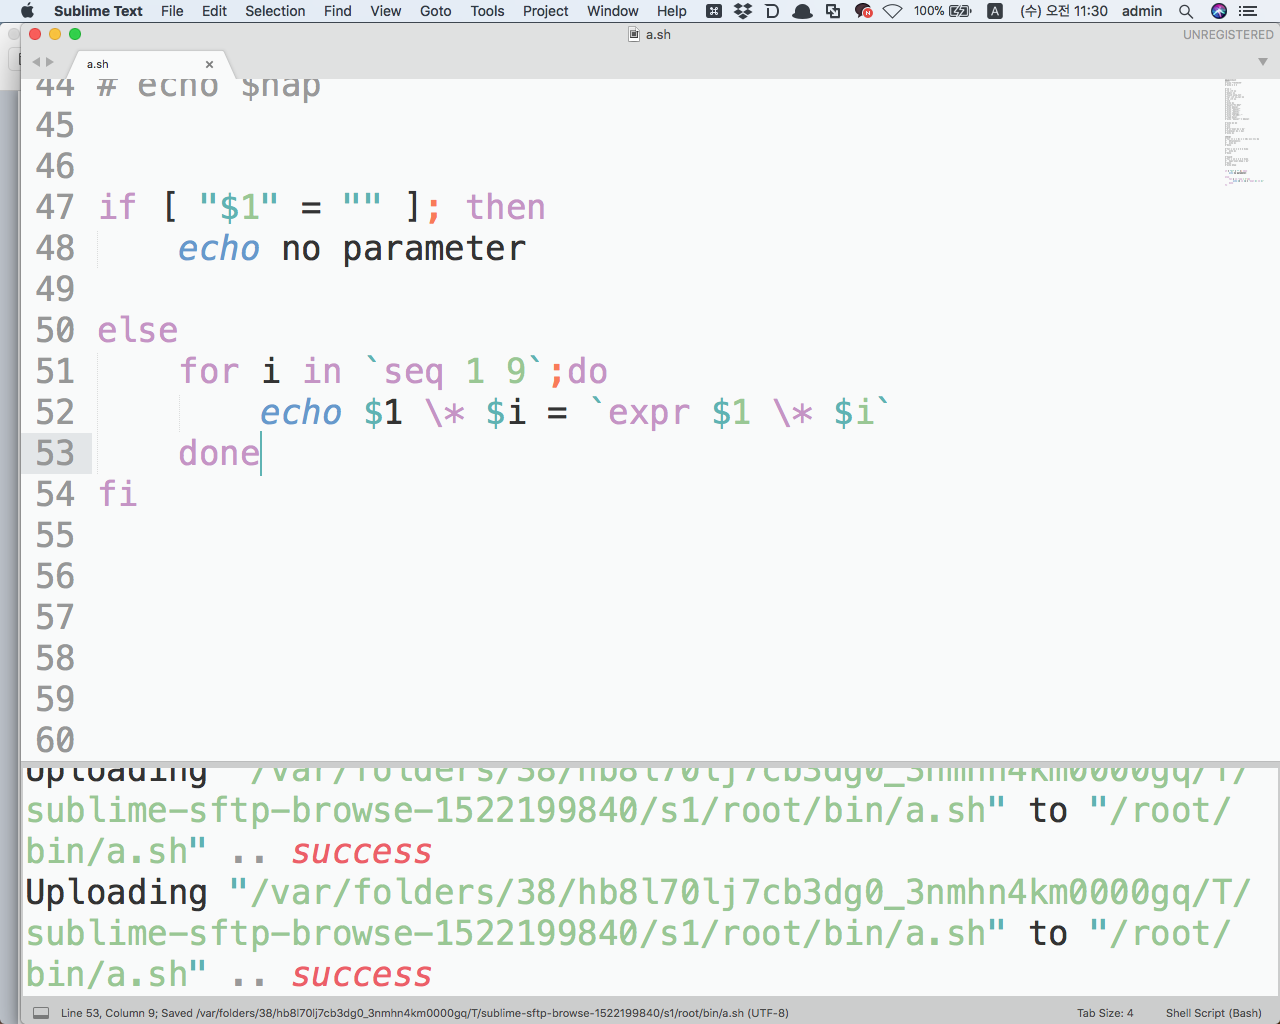 Sublime Text File Edit Selection Find View Goto Tools Project Window Help 100% A (수) 오전 11:30 admin
a.sh UNREGISTERED
a.sh ×
44 # echo $hap
45
46
47 if [ "$1" = "" ]; then
48 echo no parameter
49
50 else
51 for i in `seq 1 9`;do
52 echo $1 \* $i = `expr $1 \* $i`
53 done
54 fi
55
56
57
58
59
60
Uploading "/var/folders/38/hb8l70lj7cb3dg0_3nmhn4km0000gq/T/
sublime-sftp-browse-1522199840/s1/root/bin/a.sh" to "/root/
bin/a.sh" .. success
Uploading "/var/folders/38/hb8l70lj7cb3dg0_3nmhn4km0000gq/T/
sublime-sftp-browse-1522199840/s1/root/bin/a.sh" to "/root/
bin/a.sh" .. success
Line 53, Column 9; Saved /var/folders/38/hb8l70lj7cb3dg0_3nmhn4km0000gq/T/sublime-sftp-browse-1522199840/s1/root/bin/a.sh (UTF-8) Tab Size: 4 Shell Script (Bash)